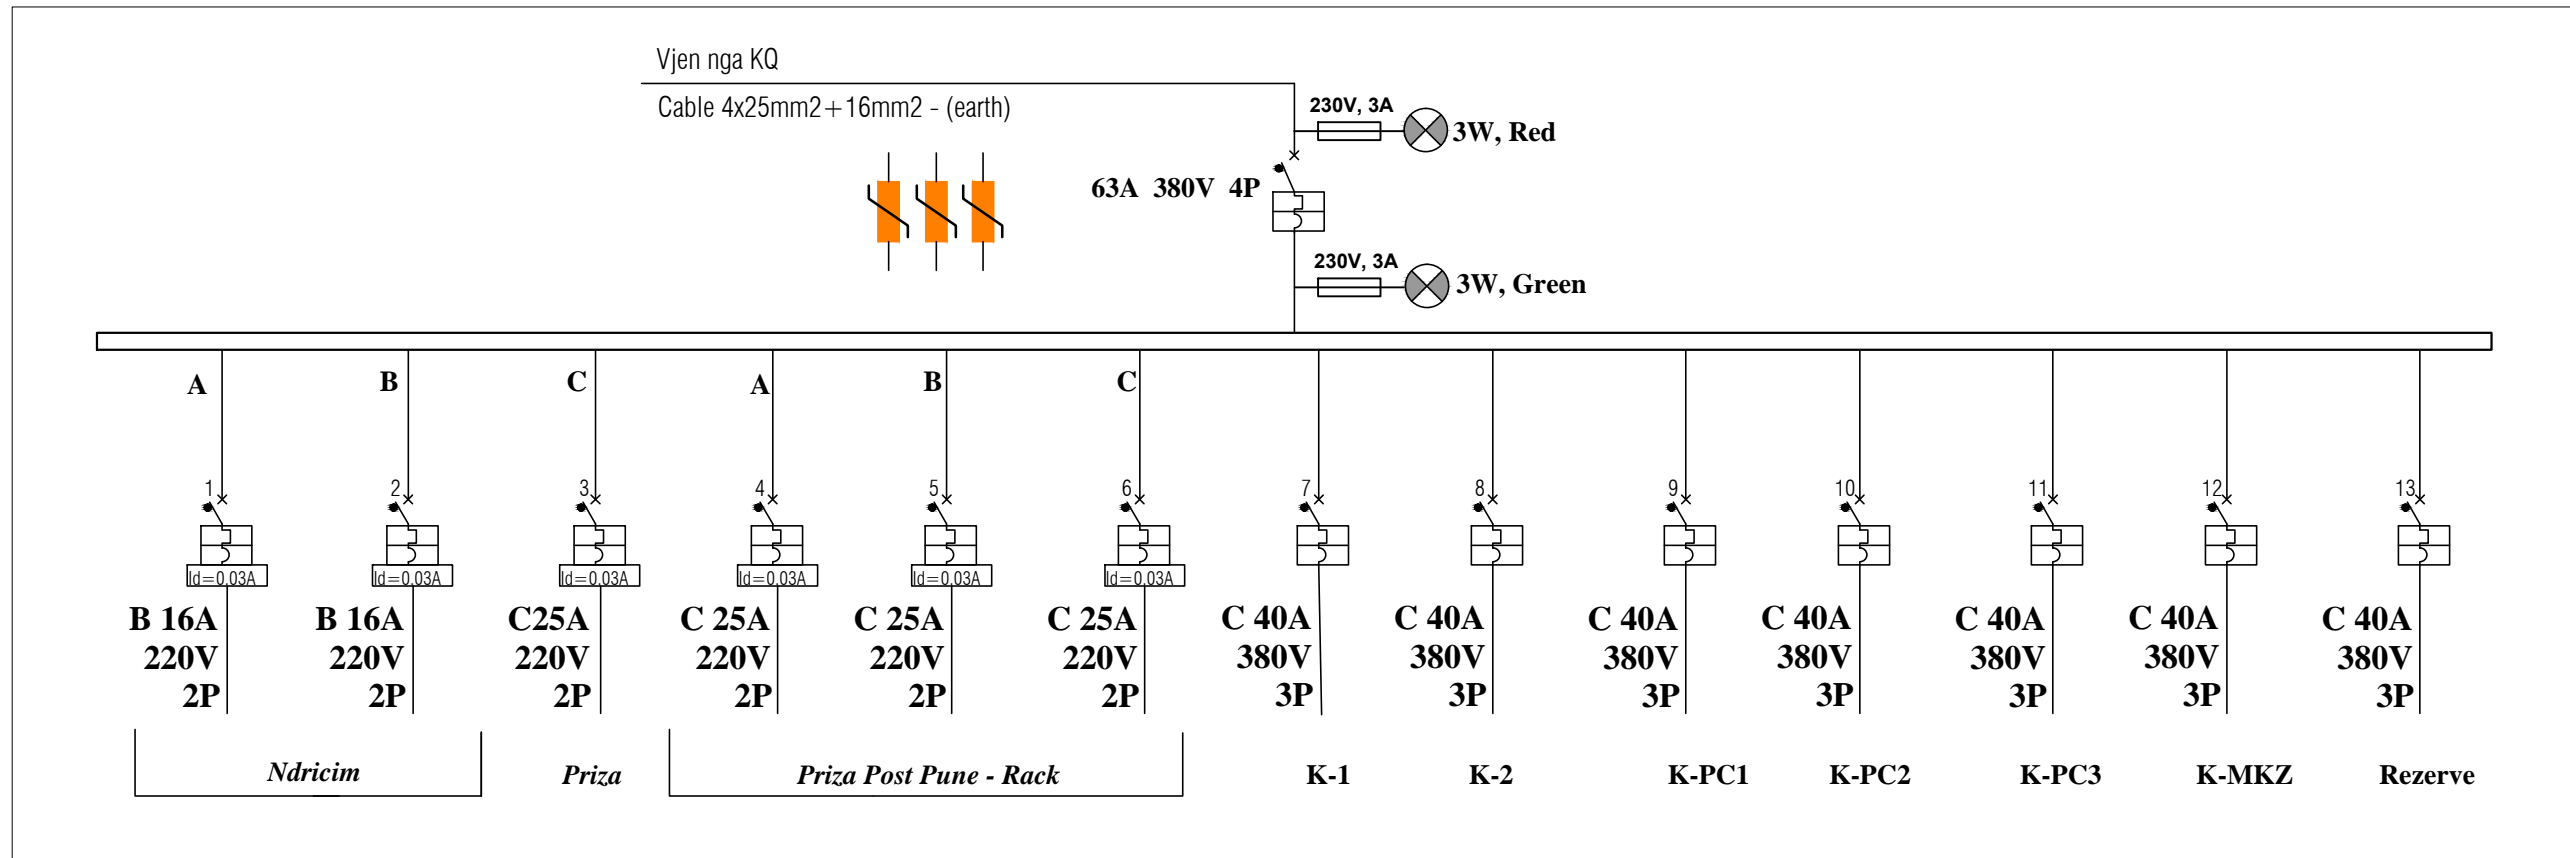 Vjen nga KQ
Cable 4x25mm2+16mm2 - (earth)
230V, 3A
3W, Red
63A 380V 4P
230V, 3A
3W, Green
A B C A B C
1 2 3 4 5 6 7 8 9 10 11 12 13
Id=0,03A Id=0,03A Id=0,03A Id=0,03A Id=0,03A Id=0,03A
B 16A B 16A C25A C 25A C 25A C 25A C 40A C 40A C 40A C 40A C 40A C 40A C 40A
220V 220V 220V 220V 220V 220V 380V 380V 380V 380V 380V 380V 380V
2P 2P 2P 2P 2P 2P 3P 3P 3P 3P 3P 3P 3P
Ndricim Priza Priza Post Pune - Rack K-1 K-2 K-PC1 K-PC2 K-PC3 K-MKZ Rezerve